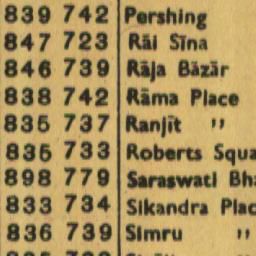 839 742 Pershing
847 723 Rāi Sīna
846 739 Rāja Bāzār
838 742 Rāma Place
835 737 Ranjīt "
835 733 Roberts Squa
898 779 Saraswati Bha
833 734 Sikandra Plac
836 739 Simru "